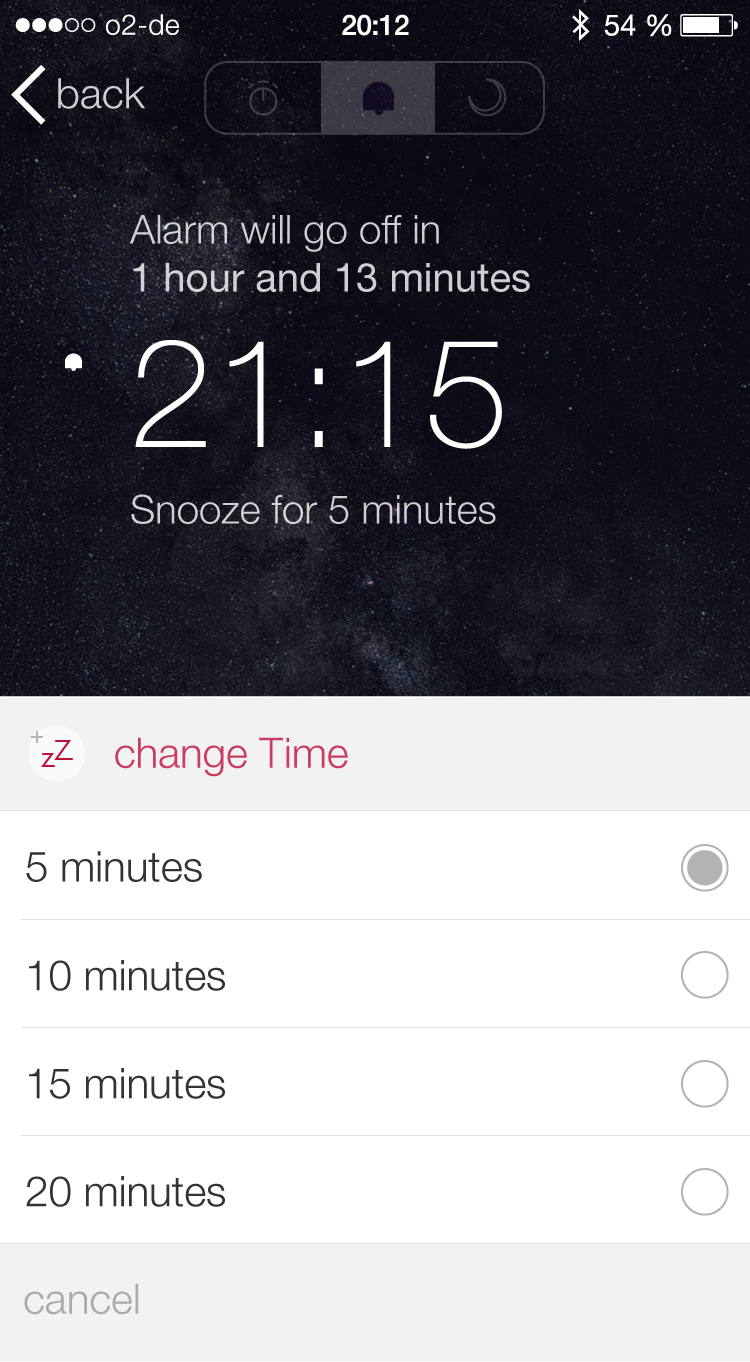 o2-de 20:12 54 %
back
Alarm will go off in
1 hour and 13 minutes
21:15
Snooze for 5 minutes
+zZ change Time
5 minutes
10 minutes
15 minutes
20 minutes
cancel